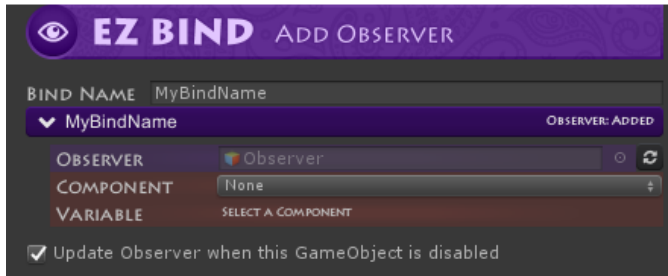 EZ BIND ADD OBSERVER
BIND NAME MyBindName
MyBindName OBSERVER: ADDED
OBSERVER Observer
COMPONENT None
VARIABLE SELECT A COMPONENT
Update Observer when this GameObject is disabled